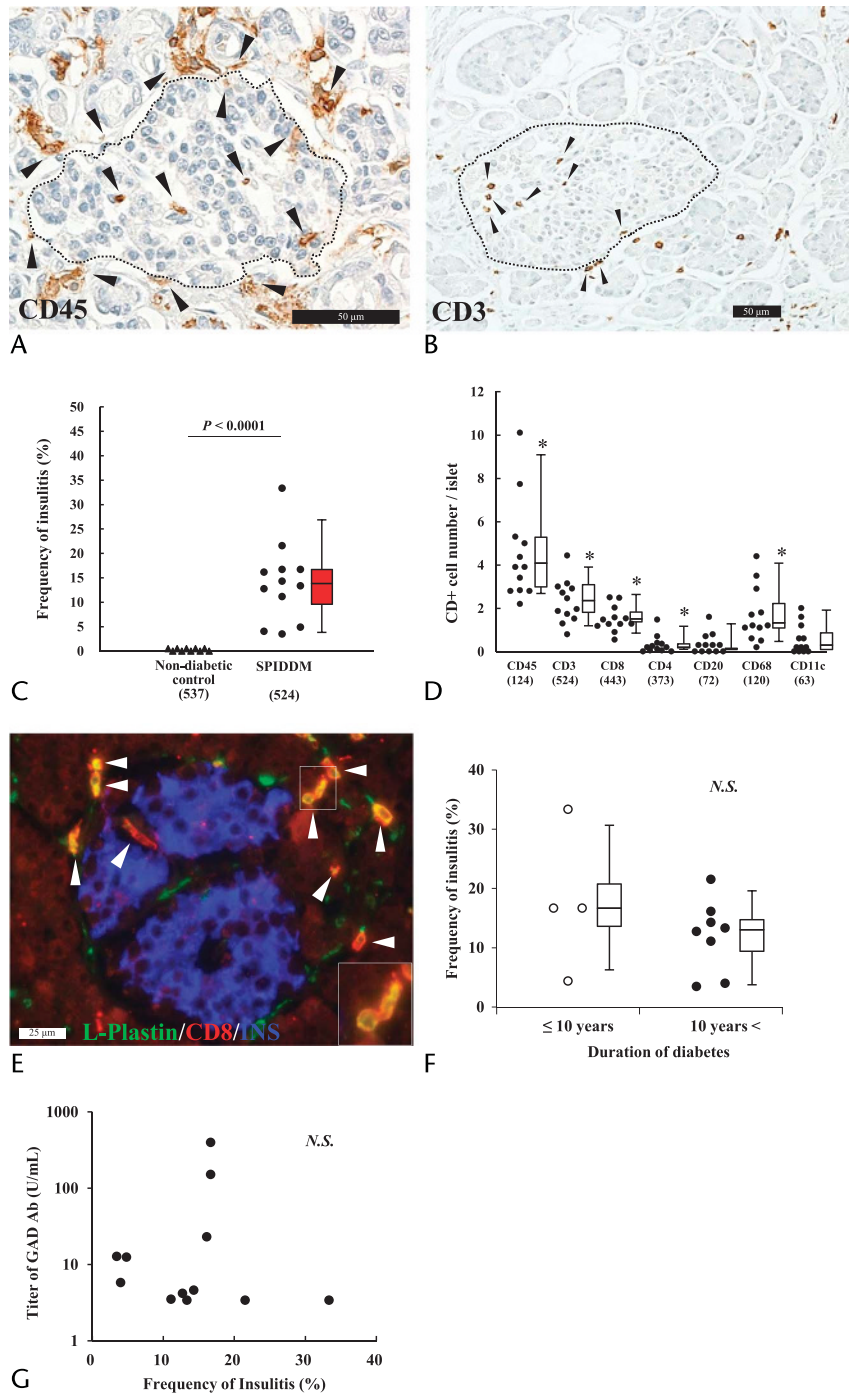 CD45
50 μm
A
CD3
50 μm
B
50
45
40
35
30
25
20
15
10
5
0
Frequency of insulitis (%)
P < 0.0001
Non-diabetic
control
(537)
SPIDDM
(524)
C
12
10
8
6
4
2
0
CD+ cell number / islet
*
*
*
*
*
CD45 CD3 CD8 CD4 CD20 CD68 CD11c
(124) (524) (443) (373) (72) (120) (63)
D
25 μm
L-Plastin/CD8/INS
E
40
30
20
10
0
Frequency of insulitis (%)
N.S.
≤ 10 years 10 years <
Duration of diabetes
F
1000
100
10
1
Titer of GAD Ab (U/mL)
N.S.
0 10 20 30 40
Frequency of Insulitis (%)
G